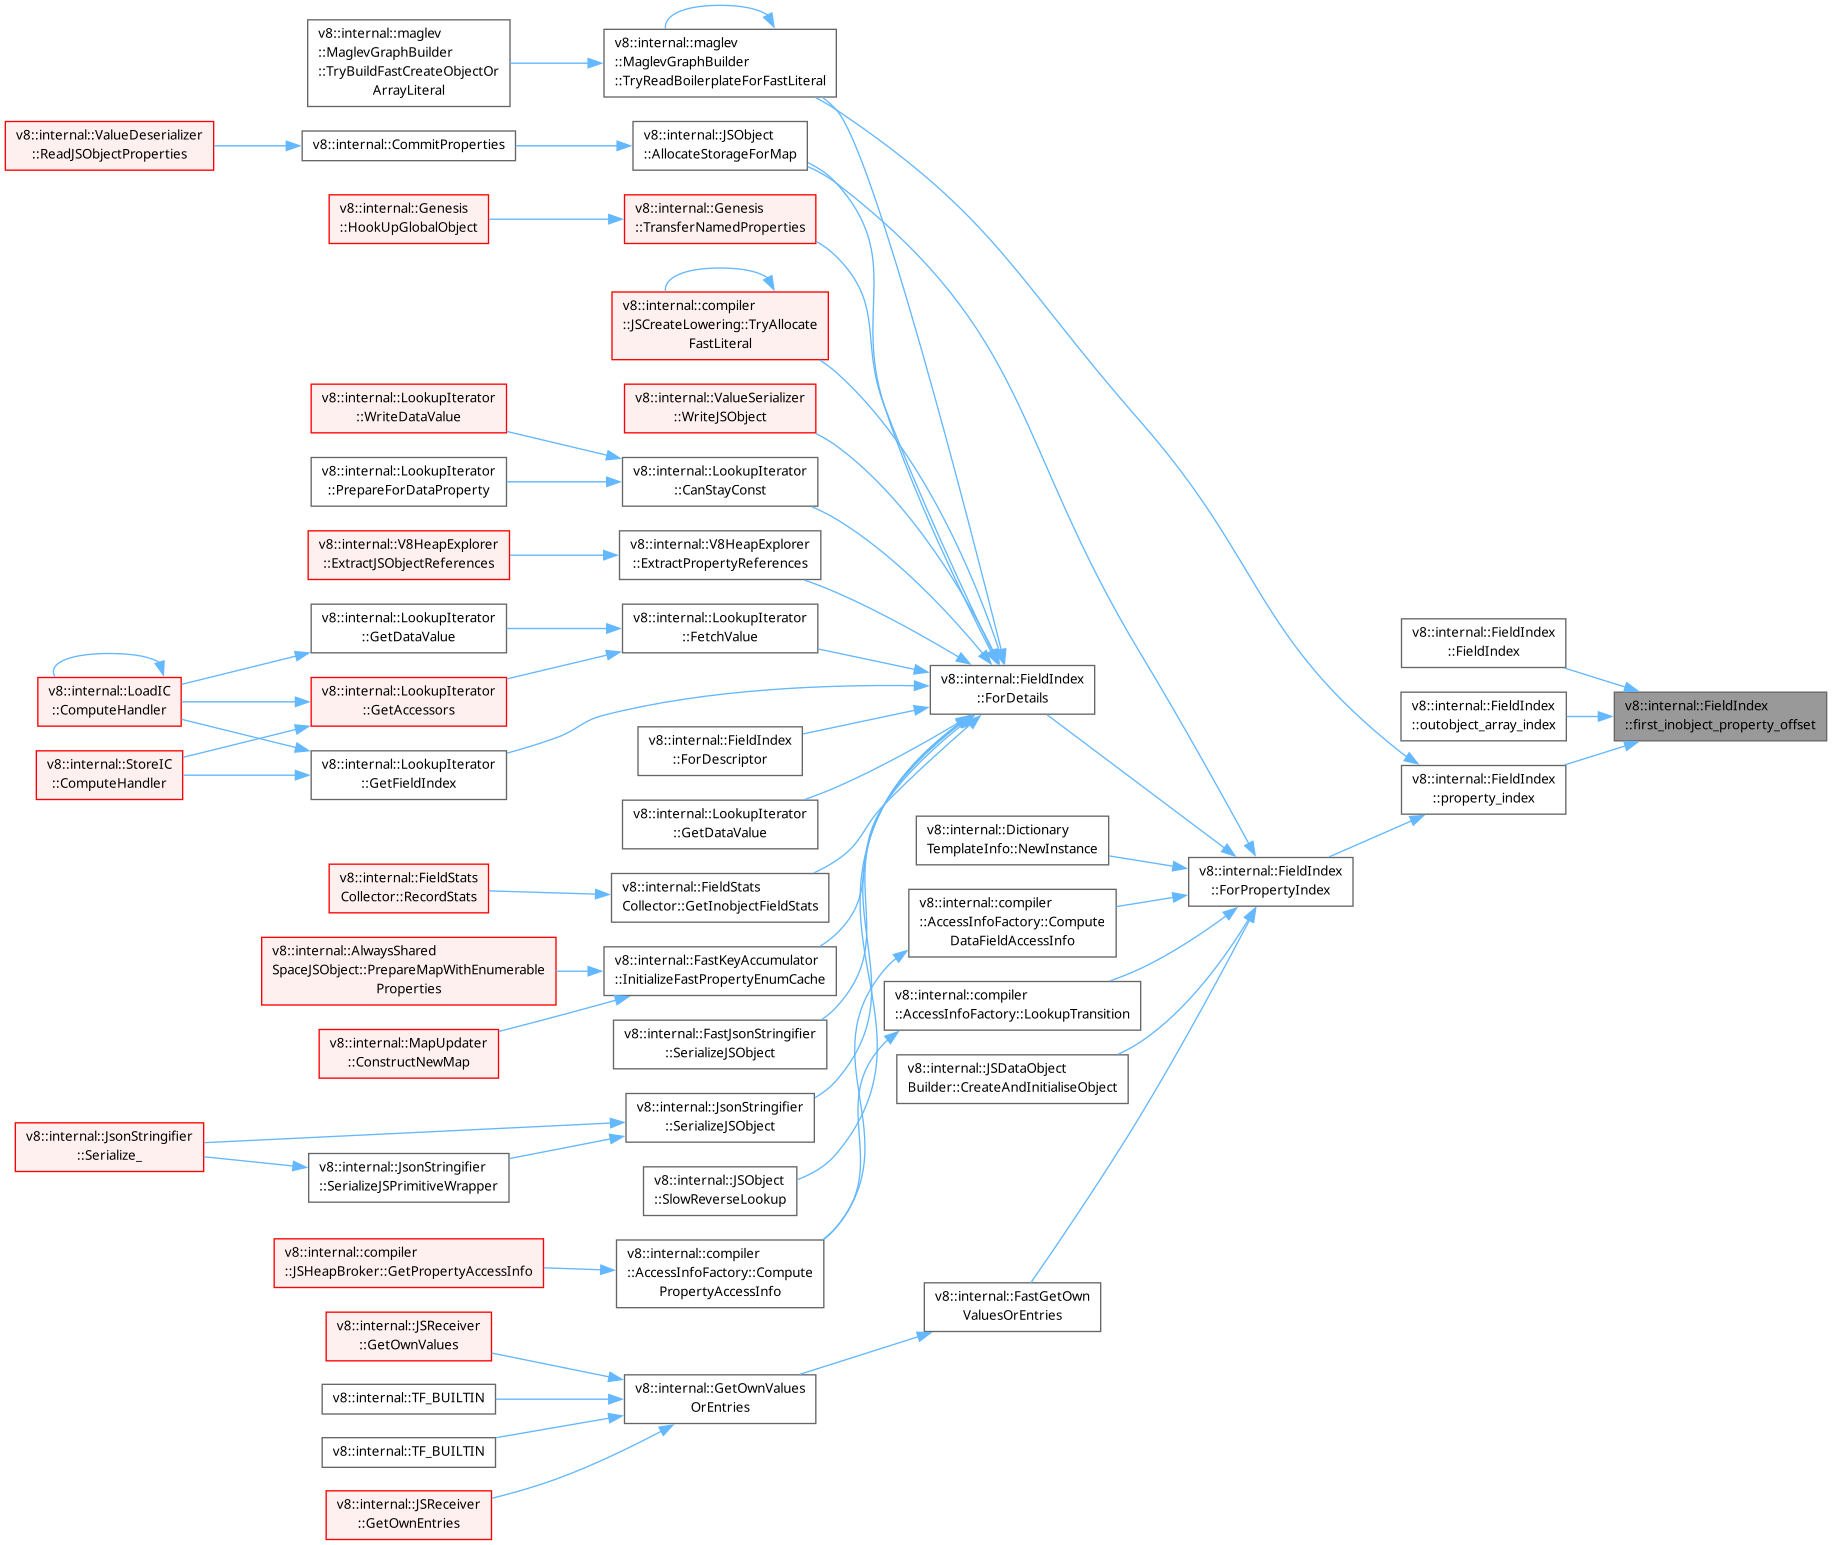 v8::internal::maglev
::MaglevGraphBuilder
::TryBuildFastCreateObjectOr
ArrayLiteral
v8::internal::maglev
::MaglevGraphBuilder
::TryReadBoilerplateForFastLiteral
v8::internal::ValueDeserializer
::ReadJSObjectProperties
v8::internal::CommitProperties
v8::internal::JSObject
::AllocateStorageForMap
v8::internal::Genesis
::HookUpGlobalObject
v8::internal::Genesis
::TransferNamedProperties
v8::internal::compiler
::JSCreateLowering::TryAllocate
FastLiteral
v8::internal::LookupIterator
::WriteDataValue
v8::internal::ValueSerializer
::WriteJSObject
v8::internal::LookupIterator
::PrepareForDataProperty
v8::internal::LookupIterator
::CanStayConst
v8::internal::V8HeapExplorer
::ExtractJSObjectReferences
v8::internal::V8HeapExplorer
::ExtractPropertyReferences
v8::internal::LookupIterator
::GetDataValue
v8::internal::LookupIterator
::FetchValue
v8::internal::FieldIndex
::FieldIndex
v8::internal::LoadIC
::ComputeHandler
v8::internal::LookupIterator
::GetAccessors
v8::internal::FieldIndex
::ForDetails
v8::internal::FieldIndex
::outobject_array_index
v8::internal::FieldIndex
::first_inobject_property_offset
v8::internal::StoreIC
::ComputeHandler
v8::internal::LookupIterator
::GetFieldIndex
v8::internal::FieldIndex
::ForDescriptor
v8::internal::FieldIndex
::property_index
v8::internal::LookupIterator
::GetDataValue
v8::internal::Dictionary
TemplateInfo::NewInstance
v8::internal::FieldIndex
::ForPropertyIndex
v8::internal::FieldStats
Collector::RecordStats
v8::internal::FieldStats
Collector::GetInobjectFieldStats
v8::internal::compiler
::AccessInfoFactory::Compute
DataFieldAccessInfo
v8::internal::AlwaysShared
SpaceJSObject::PrepareMapWithEnumerable
Properties
v8::internal::FastKeyAccumulator
::InitializeFastPropertyEnumCache
v8::internal::compiler
::AccessInfoFactory::LookupTransition
v8::internal::MapUpdater
::ConstructNewMap
v8::internal::FastJsonStringifier
::SerializeJSObject
v8::internal::JSDataObject
Builder::CreateAndInitialiseObject
v8::internal::JsonStringifier
::Serialize_
v8::internal::JsonStringifier
::SerializeJSPrimitiveWrapper
v8::internal::JsonStringifier
::SerializeJSObject
v8::internal::JSObject
::SlowReverseLookup
v8::internal::compiler
::JSHeapBroker::GetPropertyAccessInfo
v8::internal::compiler
::AccessInfoFactory::Compute
PropertyAccessInfo
v8::internal::FastGetOwn
ValuesOrEntries
v8::internal::JSReceiver
::GetOwnValues
v8::internal::TF_BUILTIN
v8::internal::GetOwnValues
OrEntries
v8::internal::TF_BUILTIN
v8::internal::JSReceiver
::GetOwnEntries